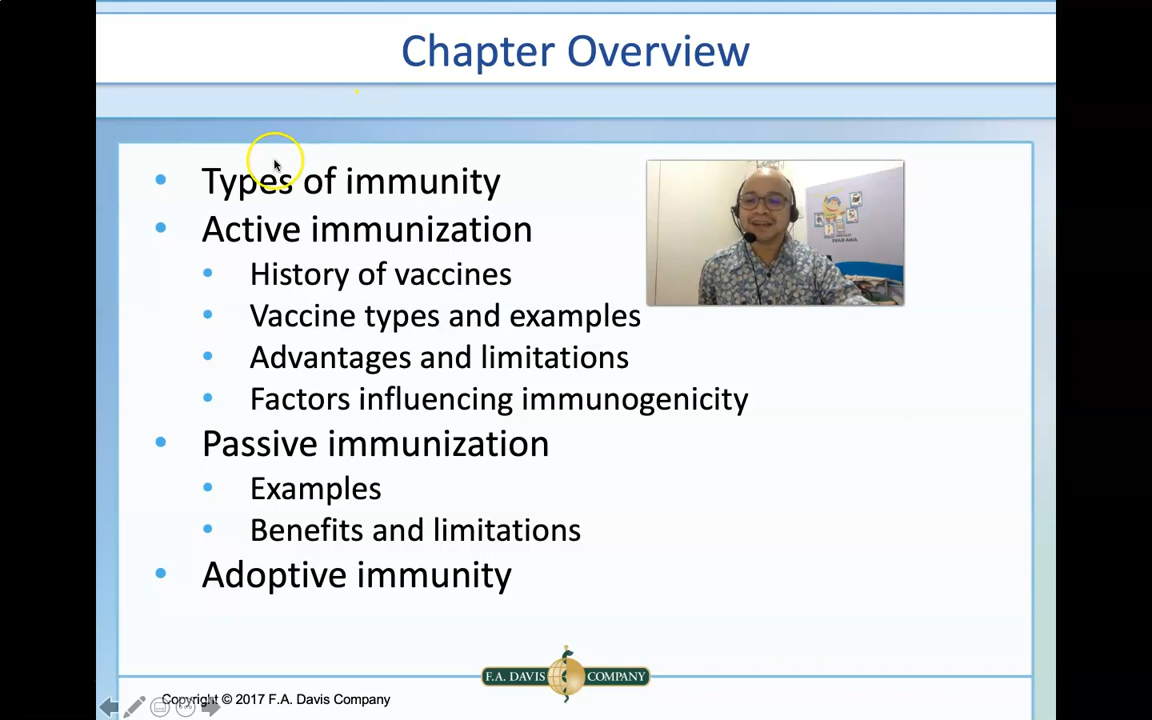 Chapter Overview
• Types of immunity
• Active immunization
• History of vaccines
• Vaccine types and examples
• Advantages and limitations
• Factors influencing immunogenicity
• Passive immunization
• Examples
• Benefits and limitations
• Adoptive immunity
F.A. DAVIS COMPANY
Copyright © 2017 F.A. Davis Company